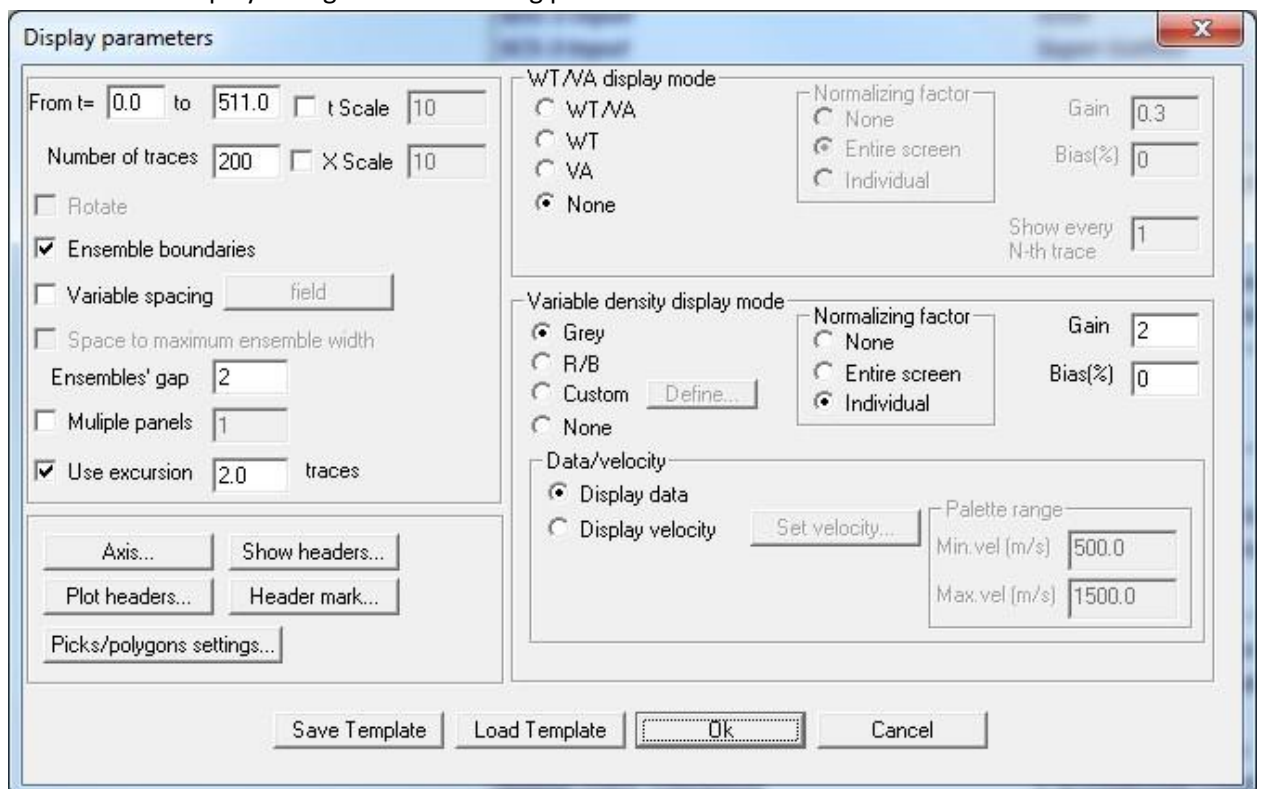 Display parameters
From t= 0.0 to 511.0 t Scale 10
Number of traces 200 X Scale 10
Rotate
Ensemble boundaries
Variable spacing field
Space to maximum ensemble width
Ensembles' gap 2
Muliple panels 1
Use excursion 2.0 traces
Axis... Show headers...
Plot headers... Header mark...
Picks/polygons settings...
WT/VA display mode
WT/VA
WT
VA
None
Normalizing factor
None
Entire screen
Individual
Gain 0.3
Bias(%) 0
Show every
N-th trace 1
Variable density display mode
Grey
R/B
Custom Define...
None
Normalizing factor
None
Entire screen
Individual
Gain 2
Bias(%) 0
Data/velocity
Display data
Display velocity Set velocity...
Palette range
Min.vel (m/s) 500.0
Max.vel (m/s) 1500.0
Save Template Load Template Ok Cancel